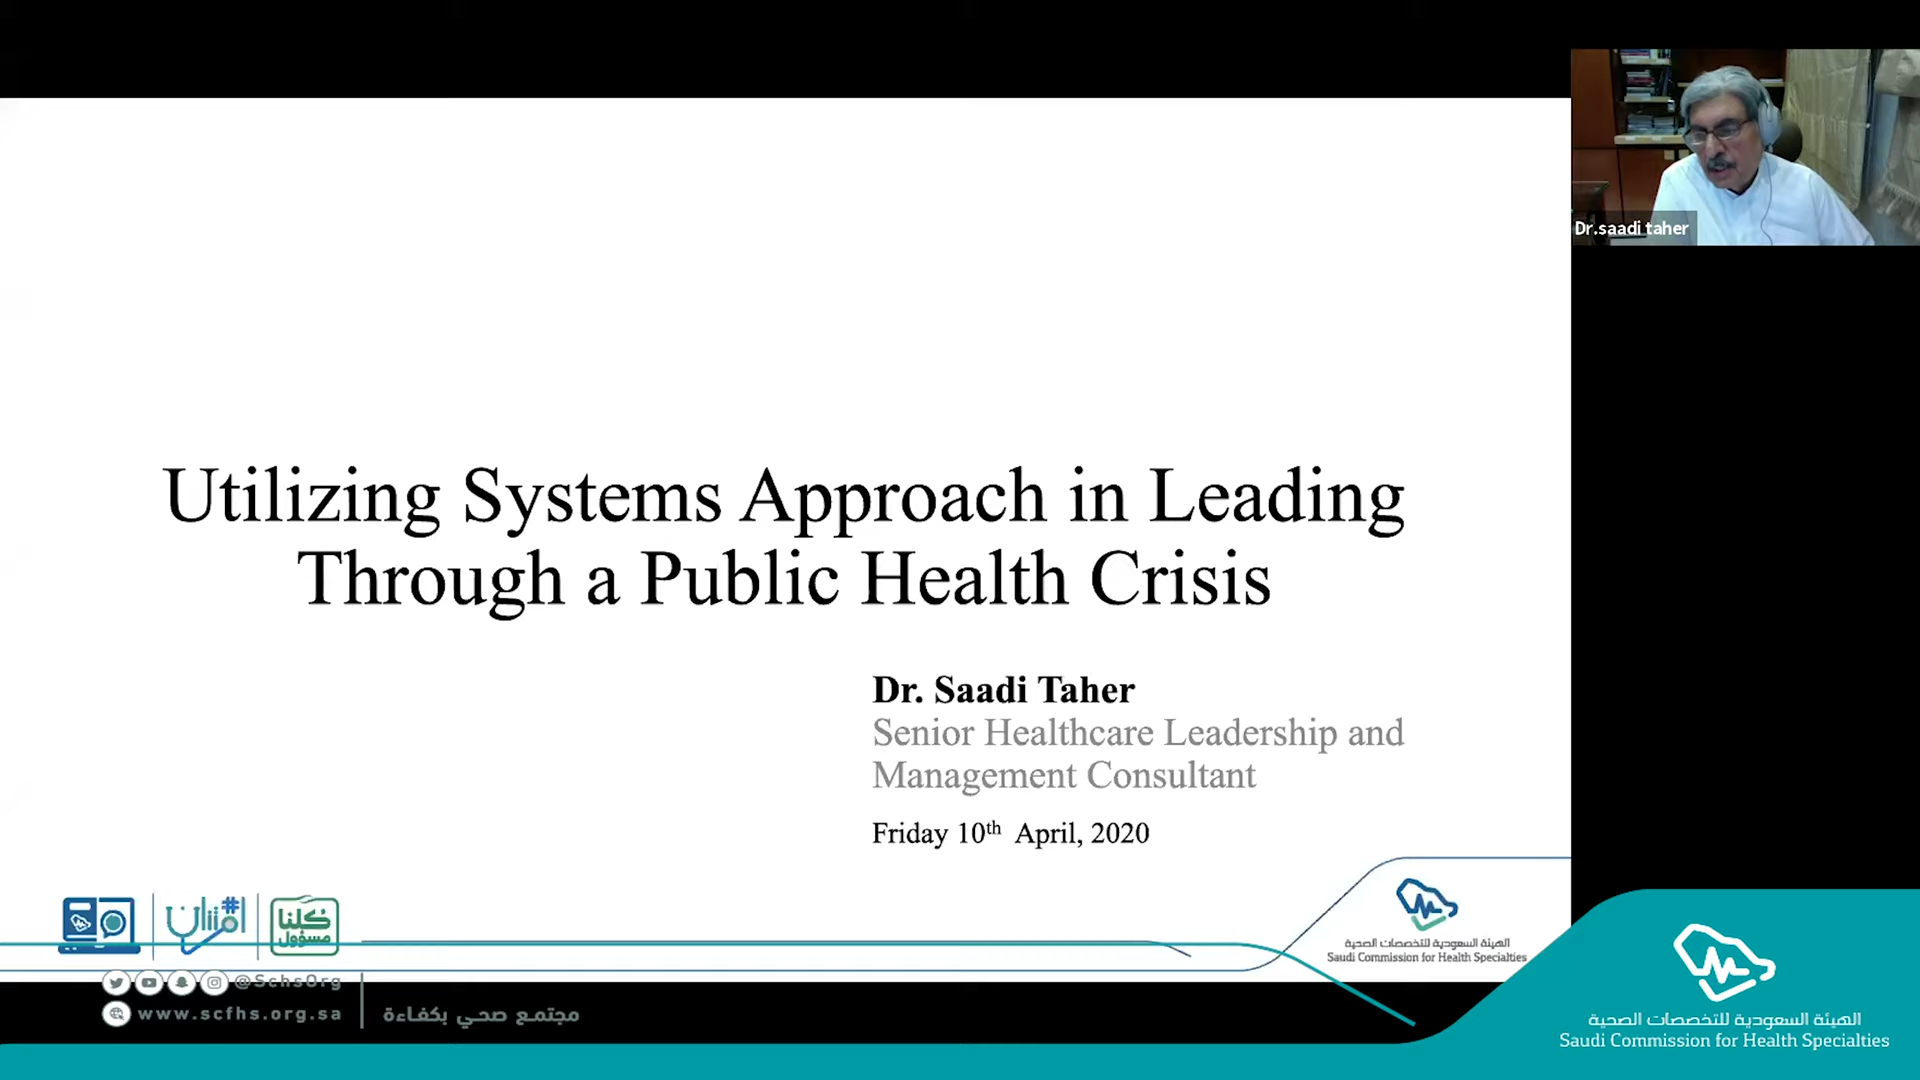 Dr.saadi taher
Utilizing Systems Approach in Leading
Through a Public Health Crisis
Dr. Saadi Taher
Senior Healthcare Leadership and
Management Consultant
Friday 10th April, 2020
#امتنان
كلنا
مسؤول
الهيئة السعودية للتخصصات الصحية
Saudi Commission for Health Specialties
@SchsOrg
www.scfhs.org.sa
مجتمع صحي بكفاءة
الهيئة السعودية للتخصصات الصحية
Saudi Commission for Health Specialties